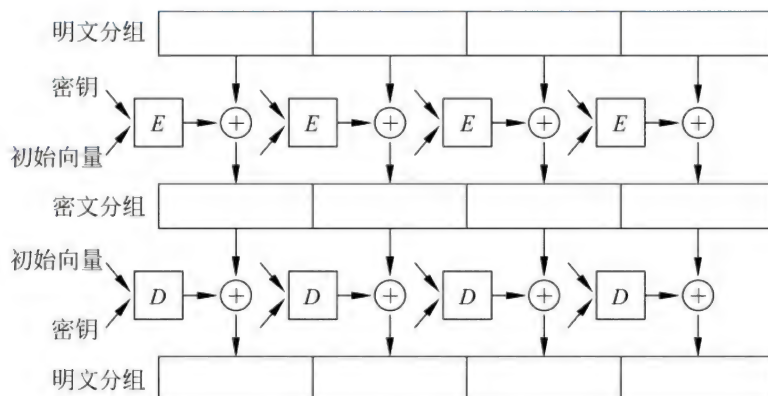 明文分组
密钥
E + E + E + E +
初始向量
密文分组
初始向量
D + D + D + D +
密钥
明文分组